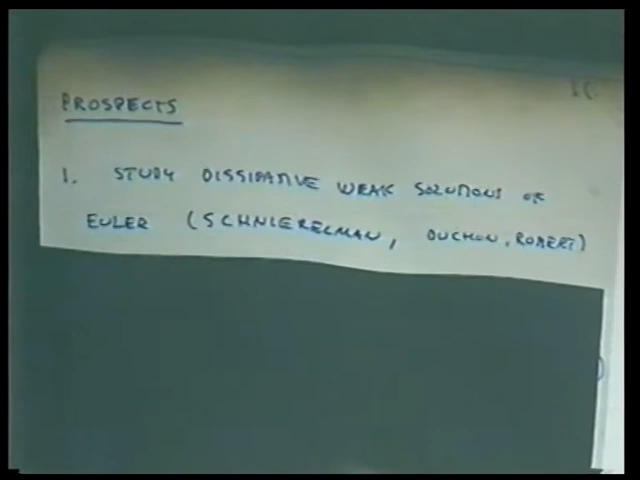 PROSPECTS
1. STUDY DISSIPATIVE WEAK SOLUTIONS OF
EULER (SCHNIERELMAN, DUCHON, ROBERT)